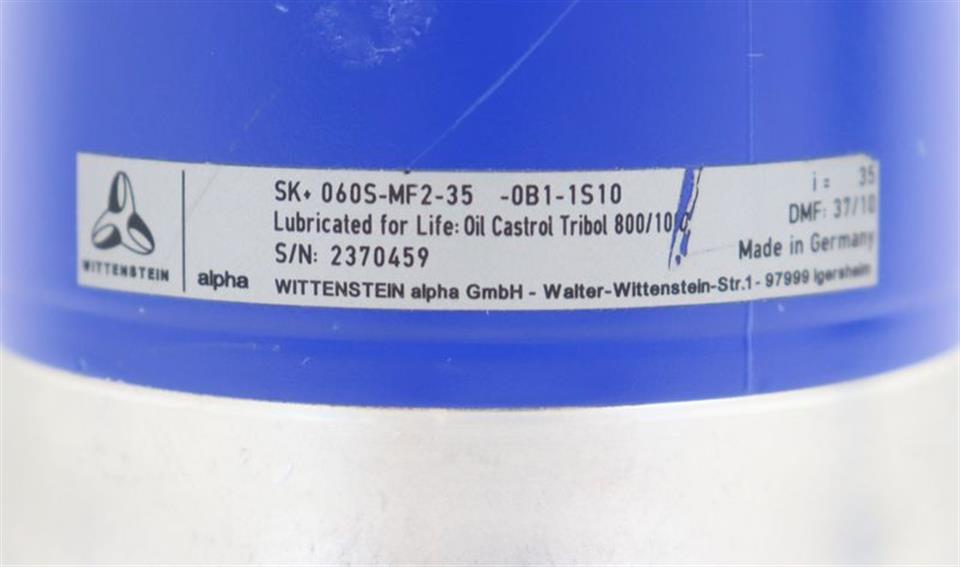 SK+ 060S-MF2-35 -0B1-1S10
i = 35
Lubricated for Life: Oil Castrol Tribol 800/100
DMF: 37/10
S/N: 2370459
Made in Germany
WITTENSTEIN
alpha
WITTENSTEIN alpha GmbH - Walter-Wittenstein-Str.1- 97999 Igersheim